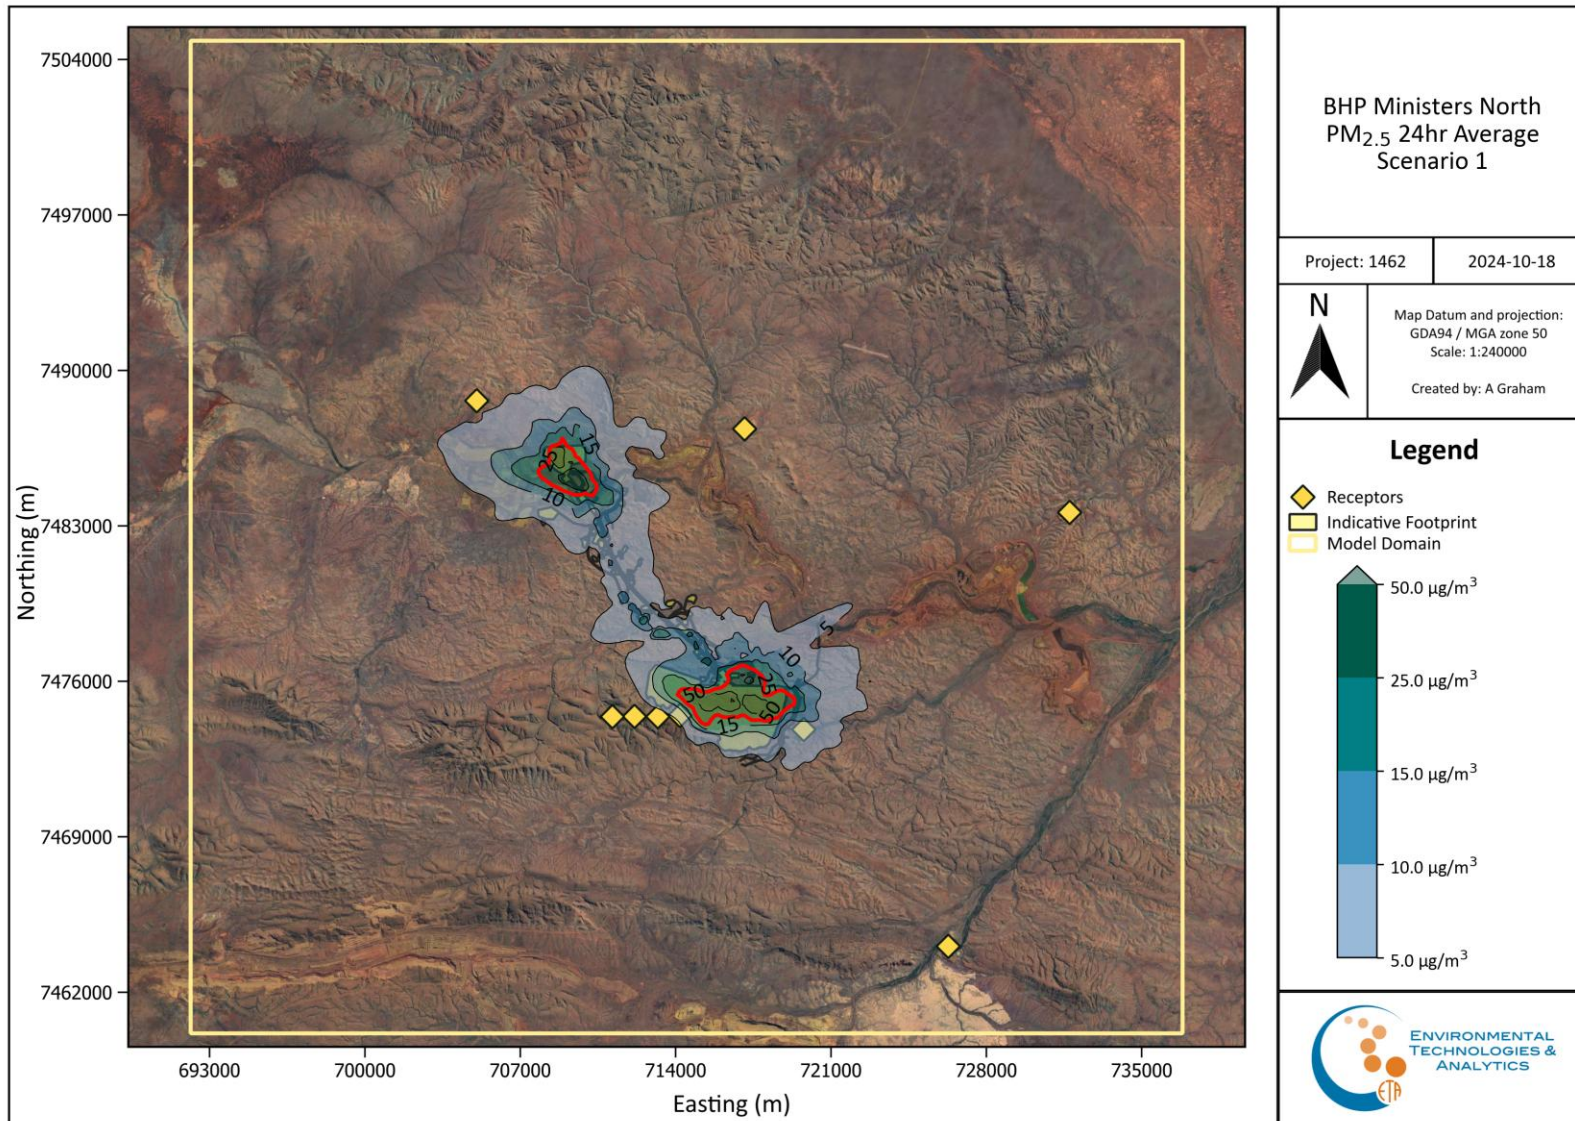 7504000
7497000
7490000
7483000
7476000
7469000
7462000
Northing (m)
693000
700000
707000
714000
721000
728000
735000
Easting (m)
15
25
10
5
10
25
50
50
15
BHP Ministers North
PM2.5 24hr Average
Scenario 1
Project: 1462
2024-10-18
N
Map Datum and projection:
GDA94 / MGA zone 50
Scale: 1:240000
Created by: A Graham
Legend
Receptors
Indicative Footprint
Model Domain
50.0 µg/m³
25.0 µg/m³
15.0 µg/m³
10.0 µg/m³
5.0 µg/m³
ENVIRONMENTAL
TECHNOLOGIES &
ANALYTICS
ETA